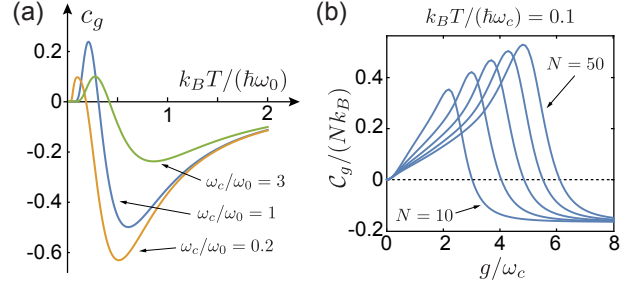 (a)
c_g
k_BT/(ħω_0)
0.2
0
-0.2
-0.4
-0.6
1
2
ω_c/ω_0 = 3
ω_c/ω_0 = 1
ω_c/ω_0 = 0.2
(b)
k_BT/(ħω_c) = 0.1
C_g/(Nk_B)
0.4
0.2
0
-0.2
0 2 4 6 8
g/ω_c
N = 50
N = 10